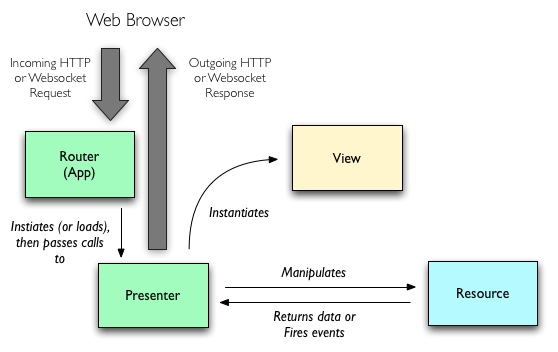 Web Browser
Incoming HTTP
or Websocket
Request
Outgoing HTTP
or Websocket
Response
Router
(App)
View
Instiates (or loads),
then passes calls
to
Instantiates
Presenter
Manipulates
Returns data or
Fires events
Resource